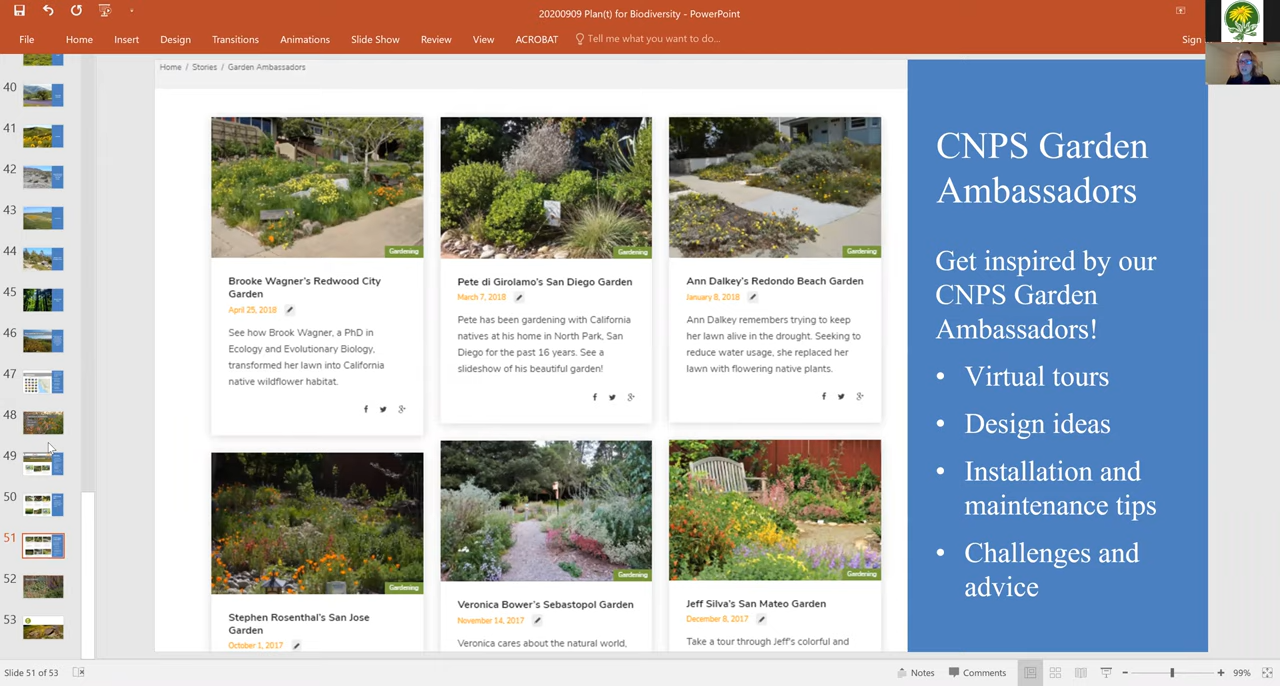 20200909 Plan(t) for Biodiversity - PowerPoint
File Home Insert Design Transitions Animations Slide Show Review View ACROBAT Tell me what you want to do... Sign
Home / Stories / Garden Ambassadors
40
41
42
43
44
45
46
47
48
49
50
51
52
53
Gardening
Brooke Wagner's Redwood City
Garden
April 25, 2018
See how Brook Wagner, a PhD in
Ecology and Evolutionary Biology,
transformed her lawn into California
native wildflower habitat.
Gardening
Pete di Girolamo's San Diego Garden
March 7, 2018
Pete has been gardening with California
natives at his home in North Park, San
Diego for the past 16 years. See a
slideshow of his beautiful garden!
Gardening
Ann Dalkey's Redondo Beach Garden
January 8, 2018
Ann Dalkey remembers trying to keep
her lawn alive in the drought. Seeking to
reduce water usage, she replaced her
lawn with flowering native plants.
Gardening
Stephen Rosenthal's San Jose
Garden
October 1, 2017
Gardening
Veronica Bower's Sebastopol Garden
November 14, 2017
Veronica cares about the natural world,
Gardening
Jeff Silva's San Mateo Garden
December 8, 2017
Take a tour through Jeff's colorful and
CNPS Garden
Ambassadors
Get inspired by our
CNPS Garden
Ambassadors!
• Virtual tours
• Design ideas
• Installation and
maintenance tips
• Challenges and
advice
Slide 51 of 53
Notes Comments 99%